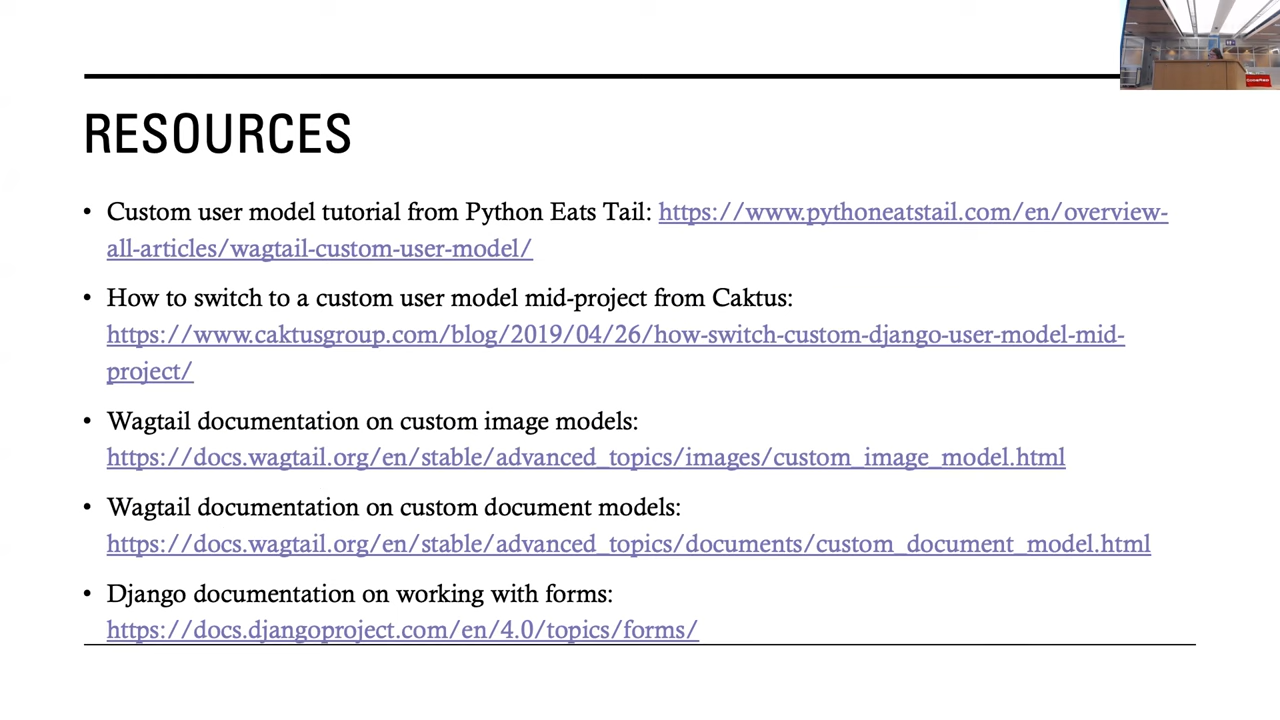 RESOURCES
• Custom user model tutorial from Python Eats Tail: https://www.pythoneatstail.com/en/overview-
all-articles/wagtail-custom-user-model/
• How to switch to a custom user model mid-project from Caktus:
https://www.caktusgroup.com/blog/2019/04/26/how-switch-custom-django-user-model-mid-
project/
• Wagtail documentation on custom image models:
https://docs.wagtail.org/en/stable/advanced_topics/images/custom_image_model.html
• Wagtail documentation on custom document models:
https://docs.wagtail.org/en/stable/advanced_topics/documents/custom_document_model.html
• Django documentation on working with forms:
https://docs.djangoproject.com/en/4.0/topics/forms/